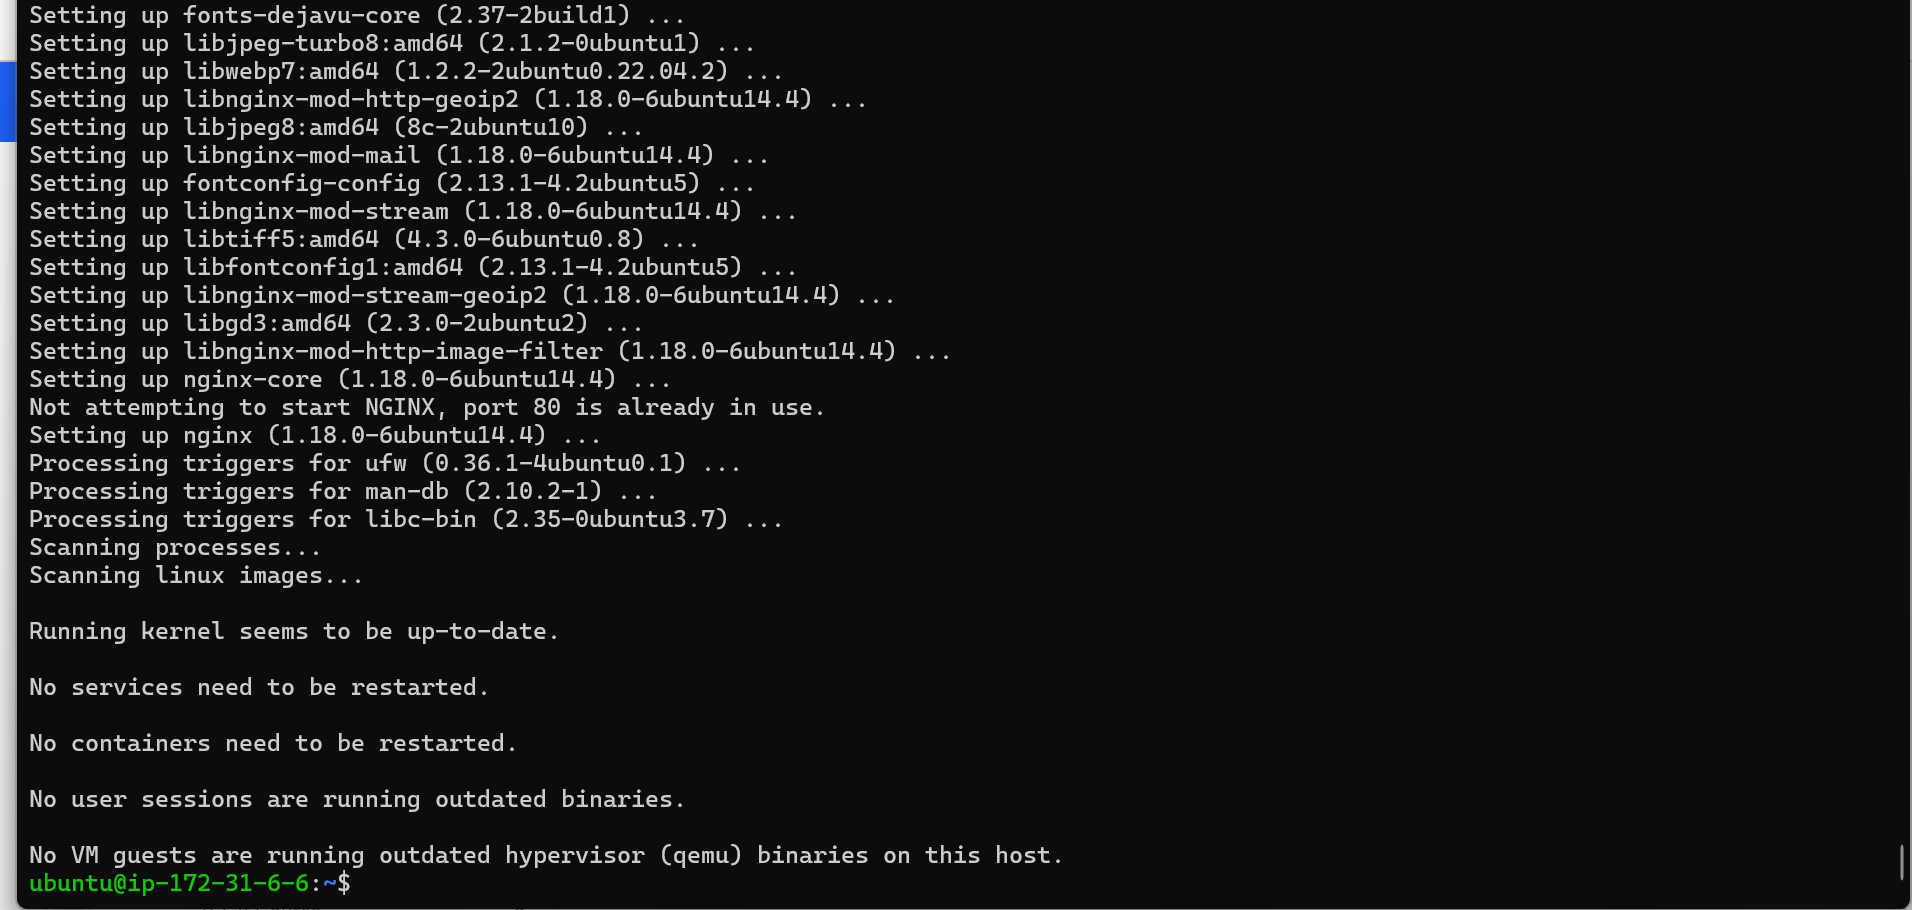 Setting up fonts-dejavu-core (2.37-2build1) ...
Setting up libjpeg-turbo8:amd64 (2.1.2-0ubuntu1) ...
Setting up libwebp7:amd64 (1.2.2-2ubuntu0.22.04.2) ...
Setting up libnginx-mod-http-geoip2 (1.18.0-6ubuntu14.4) ...
Setting up libjpeg8:amd64 (8c-2ubuntu10) ...
Setting up libnginx-mod-mail (1.18.0-6ubuntu14.4) ...
Setting up fontconfig-config (2.13.1-4.2ubuntu5) ...
Setting up libnginx-mod-stream (1.18.0-6ubuntu14.4) ...
Setting up libtiff5:amd64 (4.3.0-6ubuntu0.8) ...
Setting up libfontconfig1:amd64 (2.13.1-4.2ubuntu5) ...
Setting up libnginx-mod-stream-geoip2 (1.18.0-6ubuntu14.4) ...
Setting up libgd3:amd64 (2.3.0-2ubuntu2) ...
Setting up libnginx-mod-http-image-filter (1.18.0-6ubuntu14.4) ...
Setting up nginx-core (1.18.0-6ubuntu14.4) ...
Not attempting to start NGINX, port 80 is already in use.
Setting up nginx (1.18.0-6ubuntu14.4) ...
Processing triggers for ufw (0.36.1-4ubuntu0.1) ...
Processing triggers for man-db (2.10.2-1) ...
Processing triggers for libc-bin (2.35-0ubuntu3.7) ...
Scanning processes...
Scanning linux images...
Running kernel seems to be up-to-date.
No services need to be restarted.
No containers need to be restarted.
No user sessions are running outdated binaries.
No VM guests are running outdated hypervisor (qemu) binaries on this host.
ubuntu@ip-172-31-6-6:~$